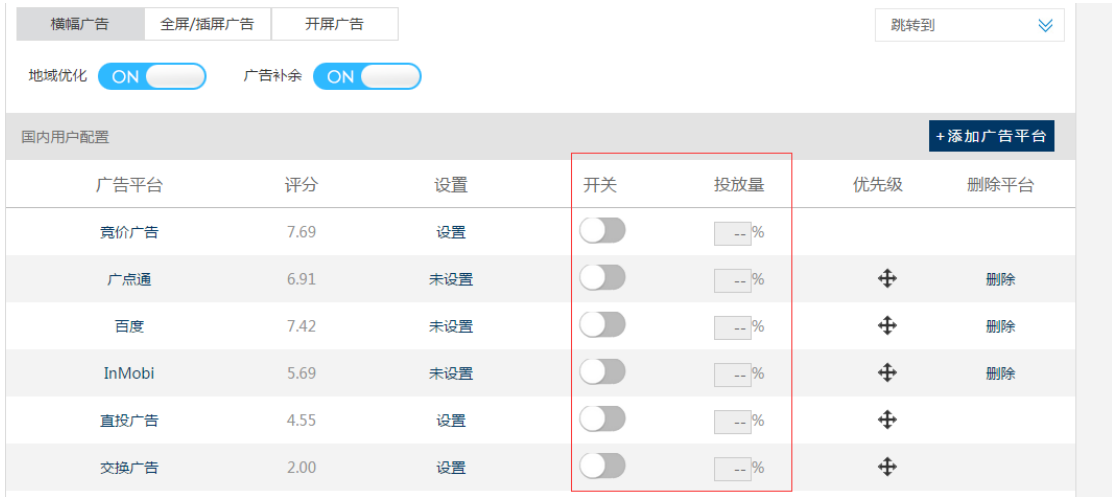 横幅广告 全屏/插屏广告 开屏广告 跳转到
地域优化 ON 广告补余 ON
国内用户配置 +添加广告平台
广告平台 评分 设置 开关 投放量 优先级 删除平台
竞价广告 7.69 设置 -- %
广点通 6.91 未设置 -- % 删除
百度 7.42 未设置 -- % 删除
InMobi 5.69 未设置 -- % 删除
直投广告 4.55 设置 -- %
交换广告 2.00 设置 -- %